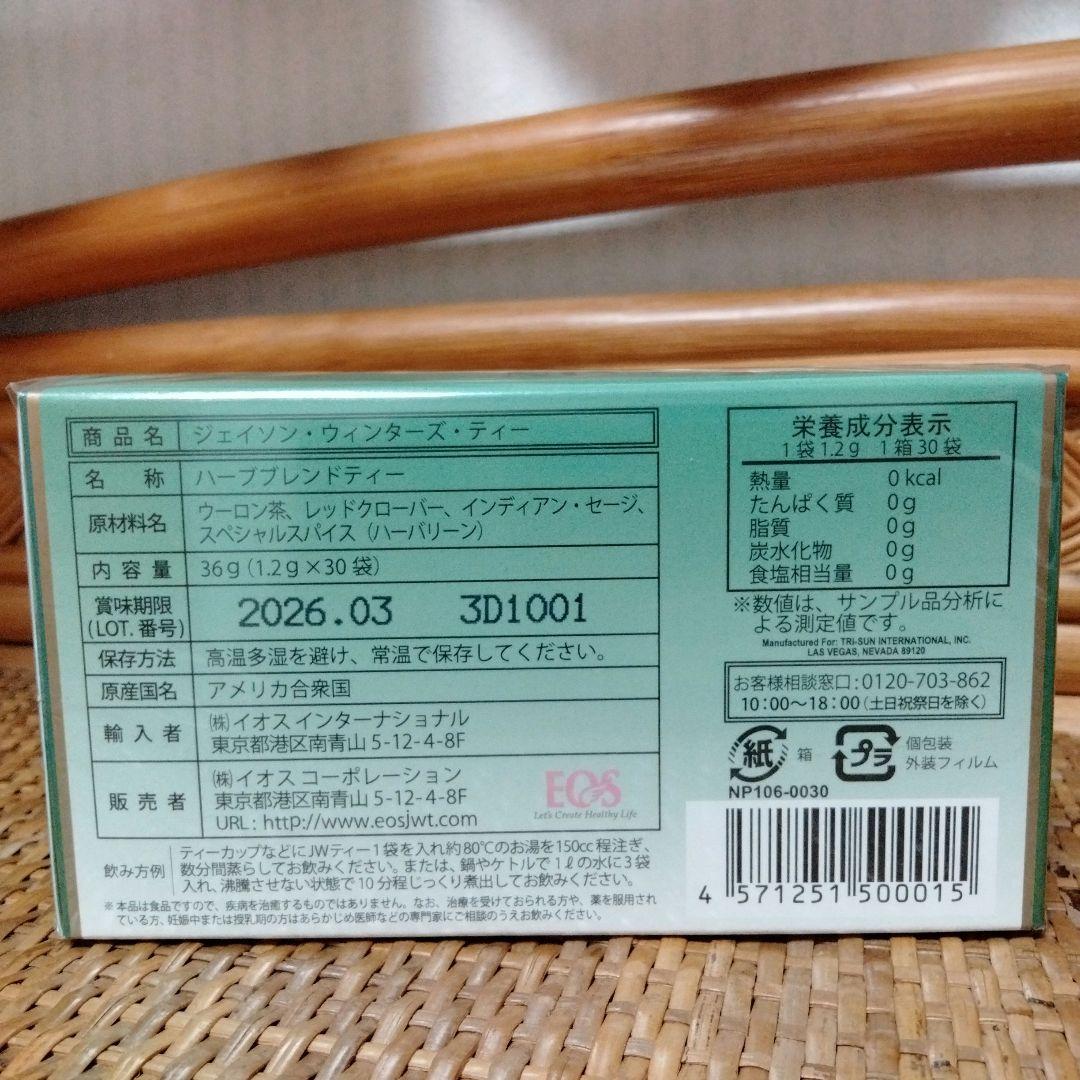 商品名 ジェイソン・ウィンターズ・ティー
名称 ハーブブレンドティー
原材料名 ウーロン茶、レッドクローバー、インディアン・セージ、
スペシャルスパイス（ハーバリーン）
内容量 36g（1.2g×30袋）
賞味期限
(LOT. 番号) 2026.03 3D1001
保存方法 高温多湿を避け、常温で保存してください。
原産国名 アメリカ合衆国
輸入者 ㈱イオス インターナショナル
東京都港区南青山 5-12-4-8F
販売者 ㈱イオス コーポレーション
東京都港区南青山 5-12-4-8F
URL : http://www.eosjwt.com
EOS
Let's Create Healthy Life
飲み方例 ティーカップなどにJWティー1袋を入れ約80℃のお湯を150cc程注ぎ、
数分間蒸らしてお飲みください。または、鍋やケトルで1ℓの水に3袋
入れ、沸騰させない状態で10分程じっくり煮出してお飲みください。
※本品は食品ですので、疾病を治癒するものではありません。なお、治療を受けておられる方や、薬を服用され
ている方、妊娠中または授乳期の方はあらかじめ医師などの専門家にご相談のうえお飲みください。
栄養成分表示
1袋1.2g 1箱30袋
熱量 0kcal
たんぱく質 0g
脂質 0g
炭水化物 0g
食塩相当量 0g
※数値は、サンプル品分析に
よる測定値です。
Manufactured For: TRI-SUN INTERNATIONAL, INC.
LAS VEGAS, NEVADA 89120
お客様相談窓口:0120-703-862
10:00～18:00（土日祝祭日を除く）
紙 箱 プラ 個包装
外装フィルム
NP106-0030
4 571251 500015